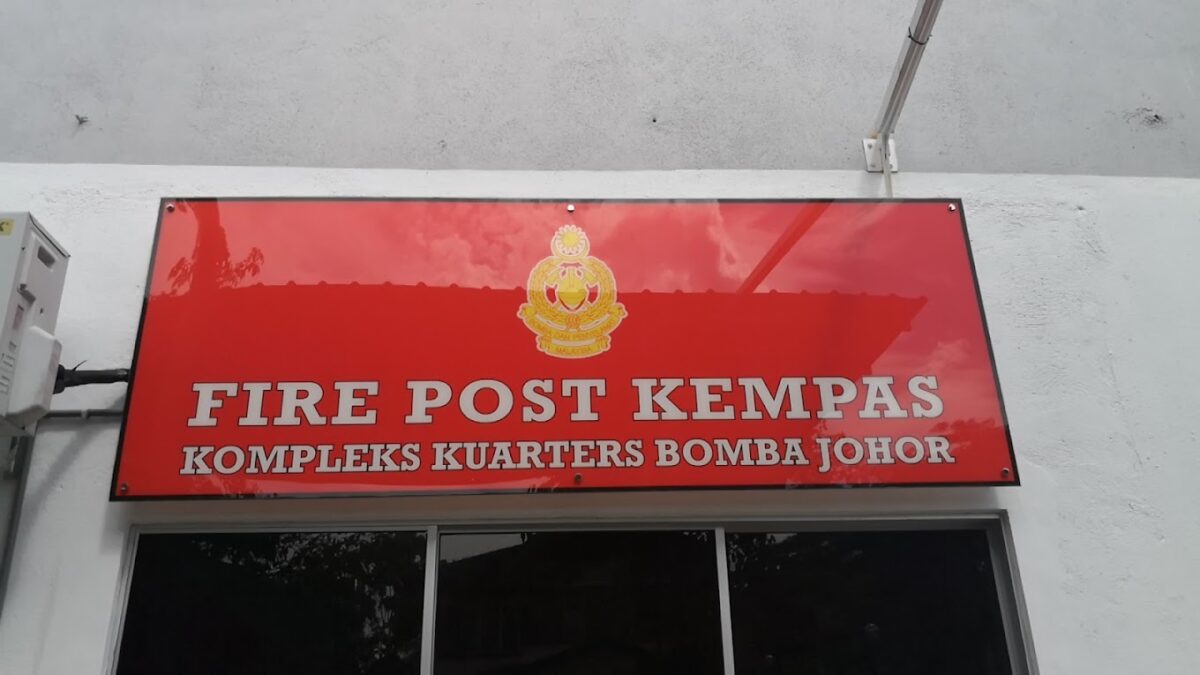 FIRE POST KEMPAS
KOMPLEKS KUARTERS BOMBA JOHOR